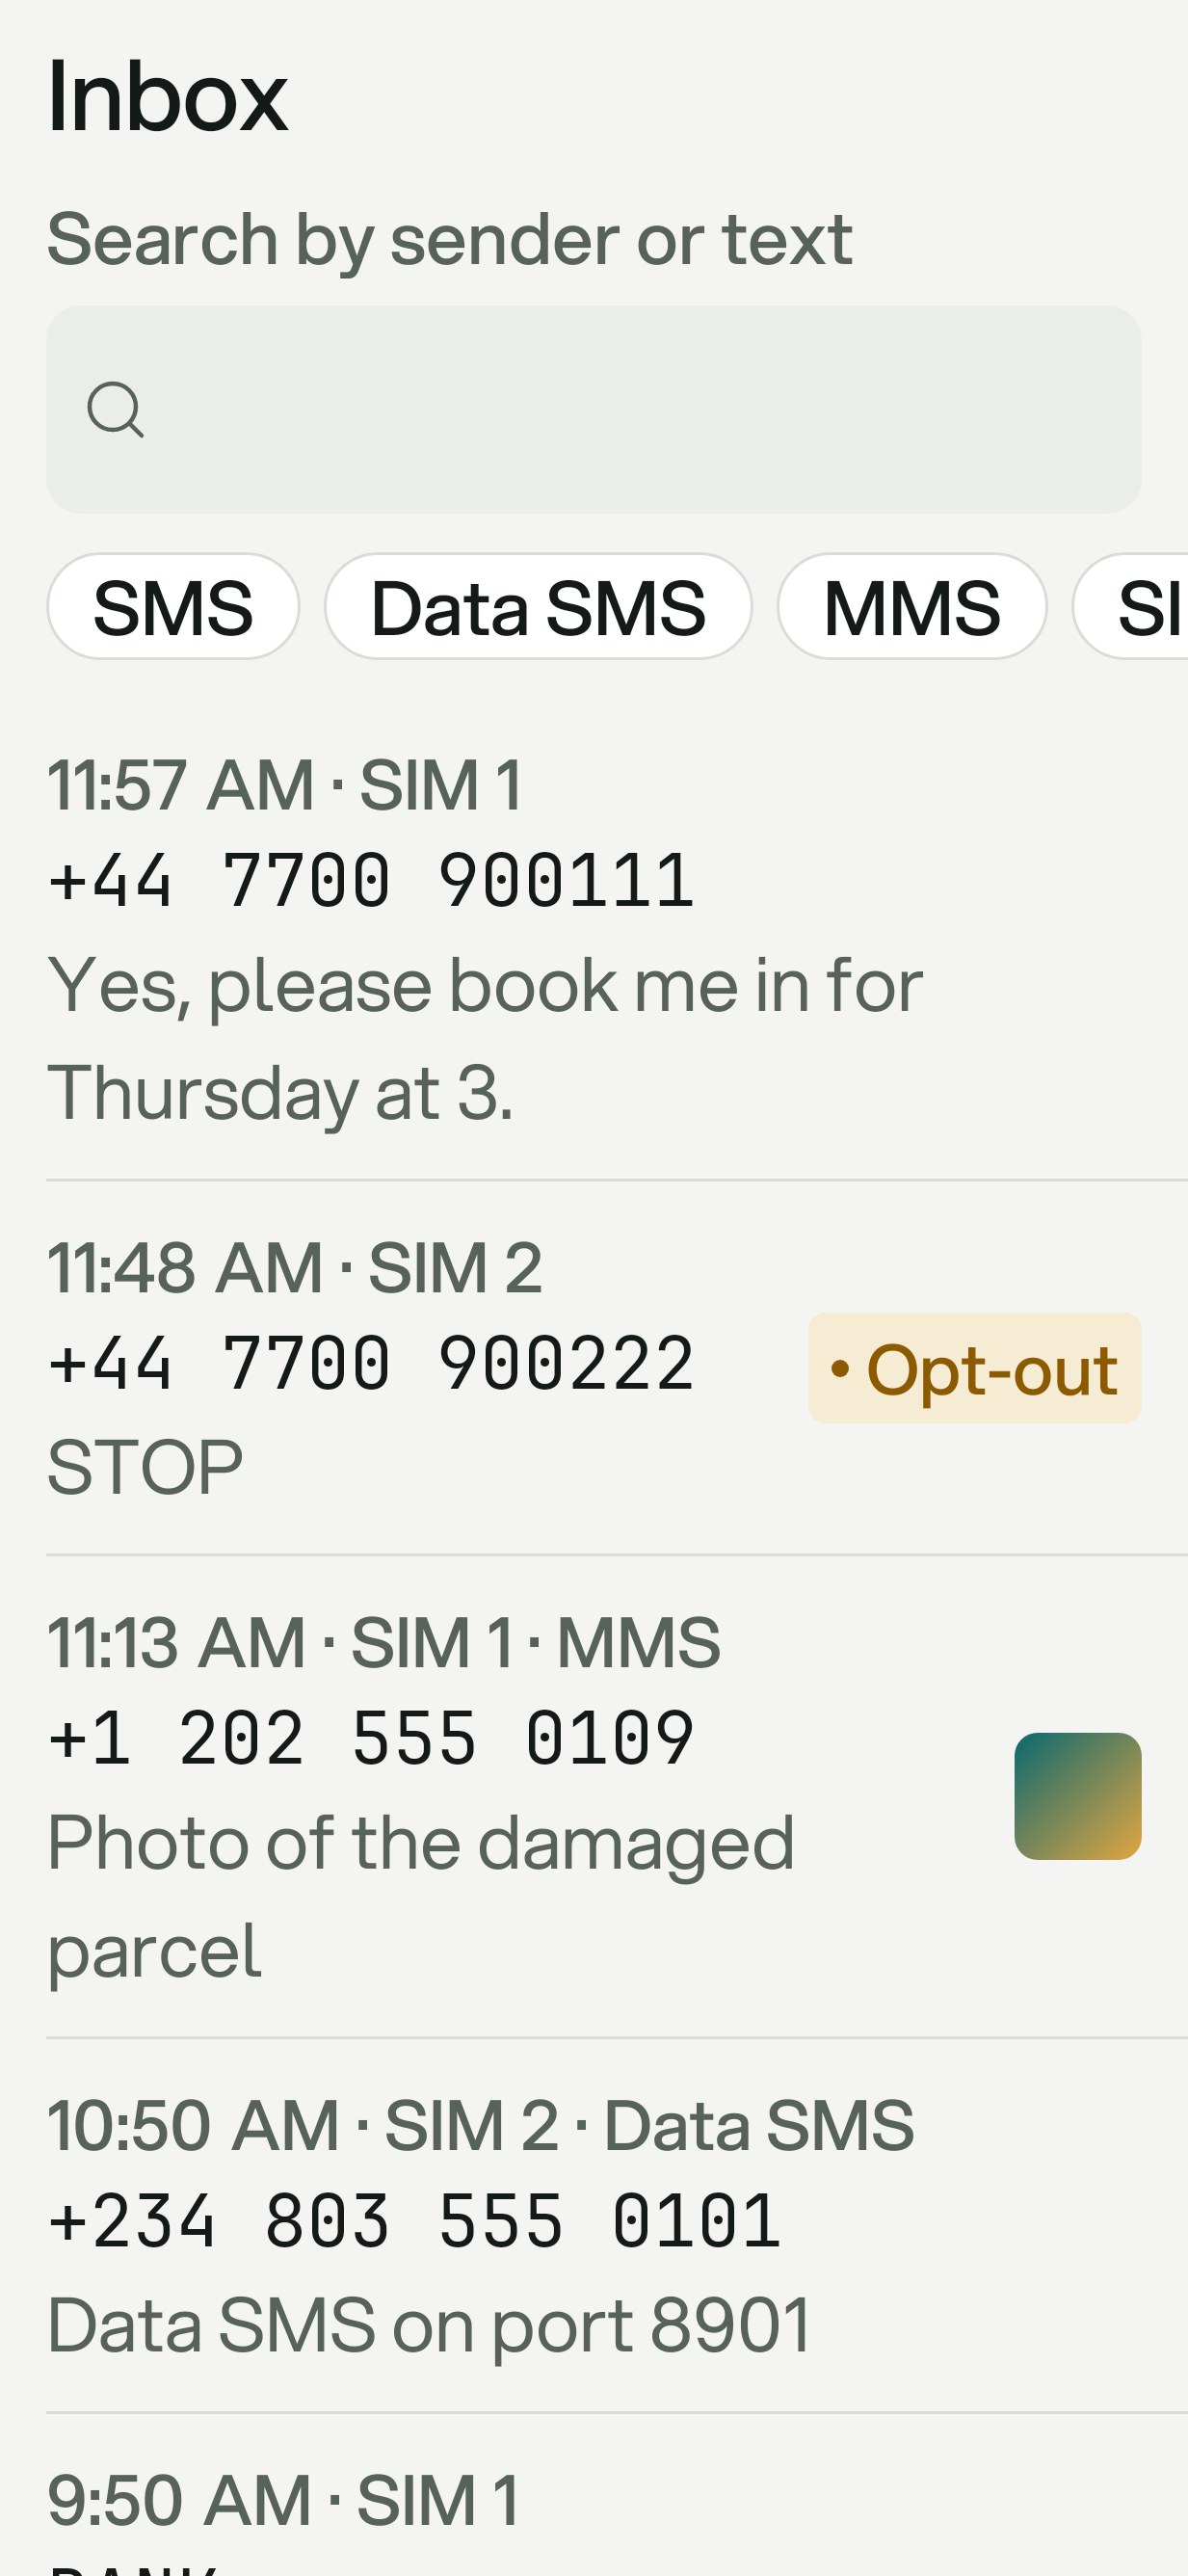 Inbox
Search by sender or text
SMS
Data SMS
MMS
SI
11:57 AM · SIM 1
+44 7700 900111
Yes, please book me in for
Thursday at 3.
11:48 AM · SIM 2
+44 7700 900222
• Opt-out
STOP
11:13 AM · SIM 1 · MMS
+1 202 555 0109
Photo of the damaged
parcel
10:50 AM · SIM 2 · Data SMS
+234 803 555 0101
Data SMS on port 8901
9:50 AM · SIM 1